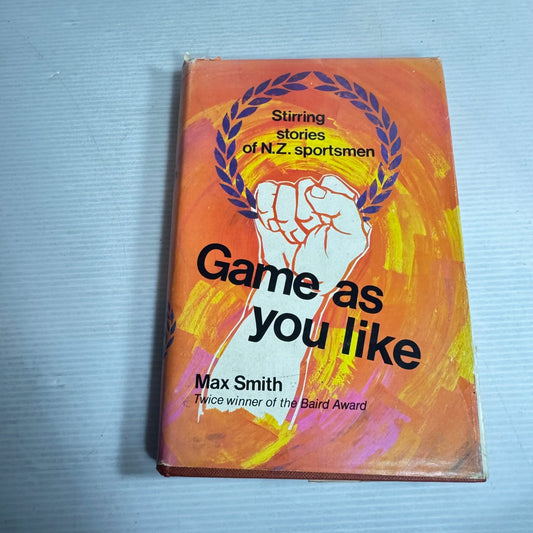 Stirring
stories
of N.Z. sportsmen
Game as
you like
Max Smith
Twice winner of the Baird Award